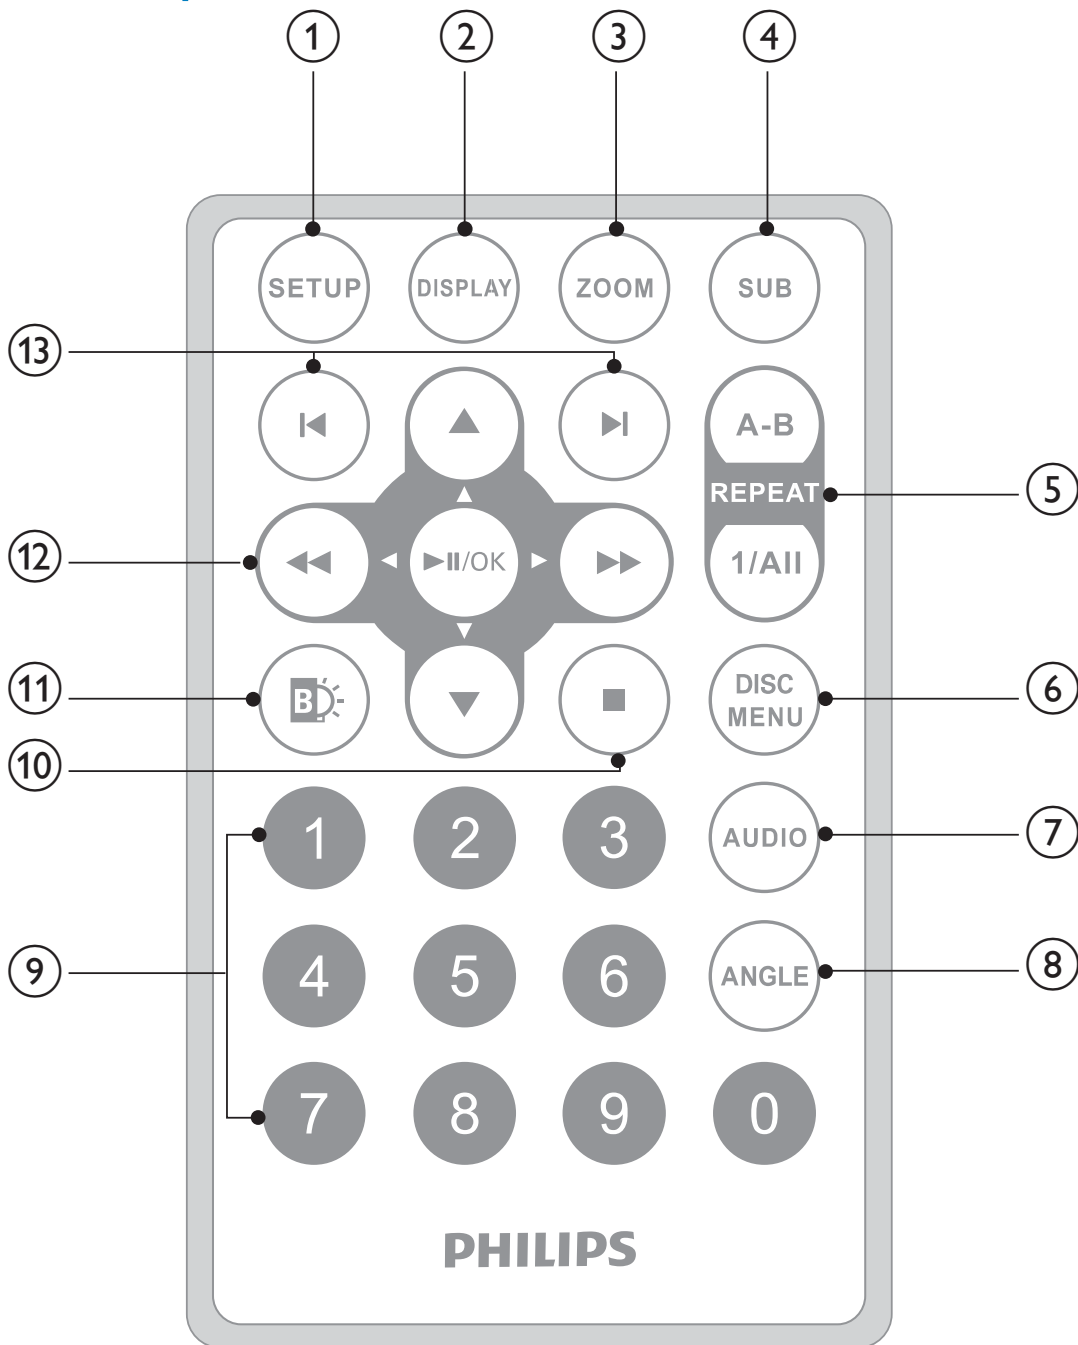 1 2 3 4
SETUP DISPLAY ZOOM SUB
13
A-B
REPEAT 5
12 /OK 1/All
11 B DISC MENU 6
10
1 2 3 AUDIO 7
9 4 5 6 ANGLE 8
7 8 9 0
PHILIPS